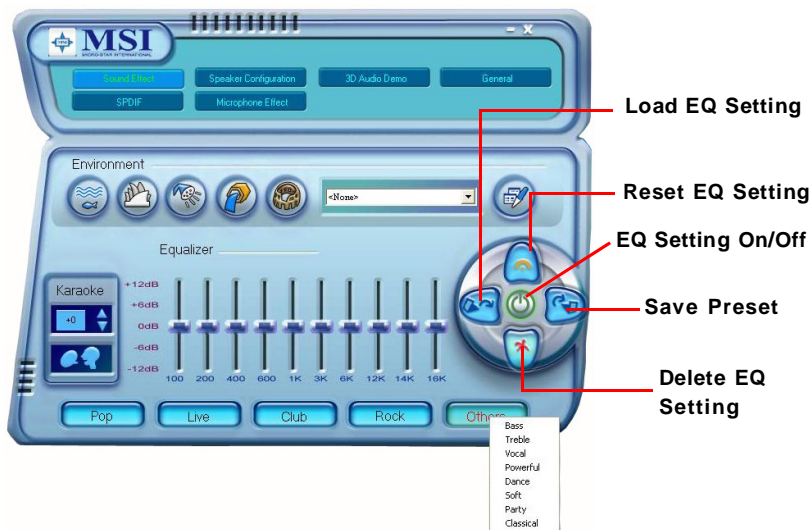 MSI
MICRO-STAR INTERNATIONAL
Sound Effect
Speaker Configuration
3D Audio Demo
General
SPDIF
Microphone Effect
Load EQ Setting
Environment
<None>
Reset EQ Setting
EQ Setting On/Off
Equalizer
Karaoke
+0
+12dB
+6dB
0dB
-6dB
-12dB
100 200 400 600 1K 3K 6K 12K 14K 16K
Save Preset
Delete EQ
Setting
Pop
Live
Club
Rock
Others
Bass
Treble
Vocal
Powerful
Dance
Soft
Party
Classical